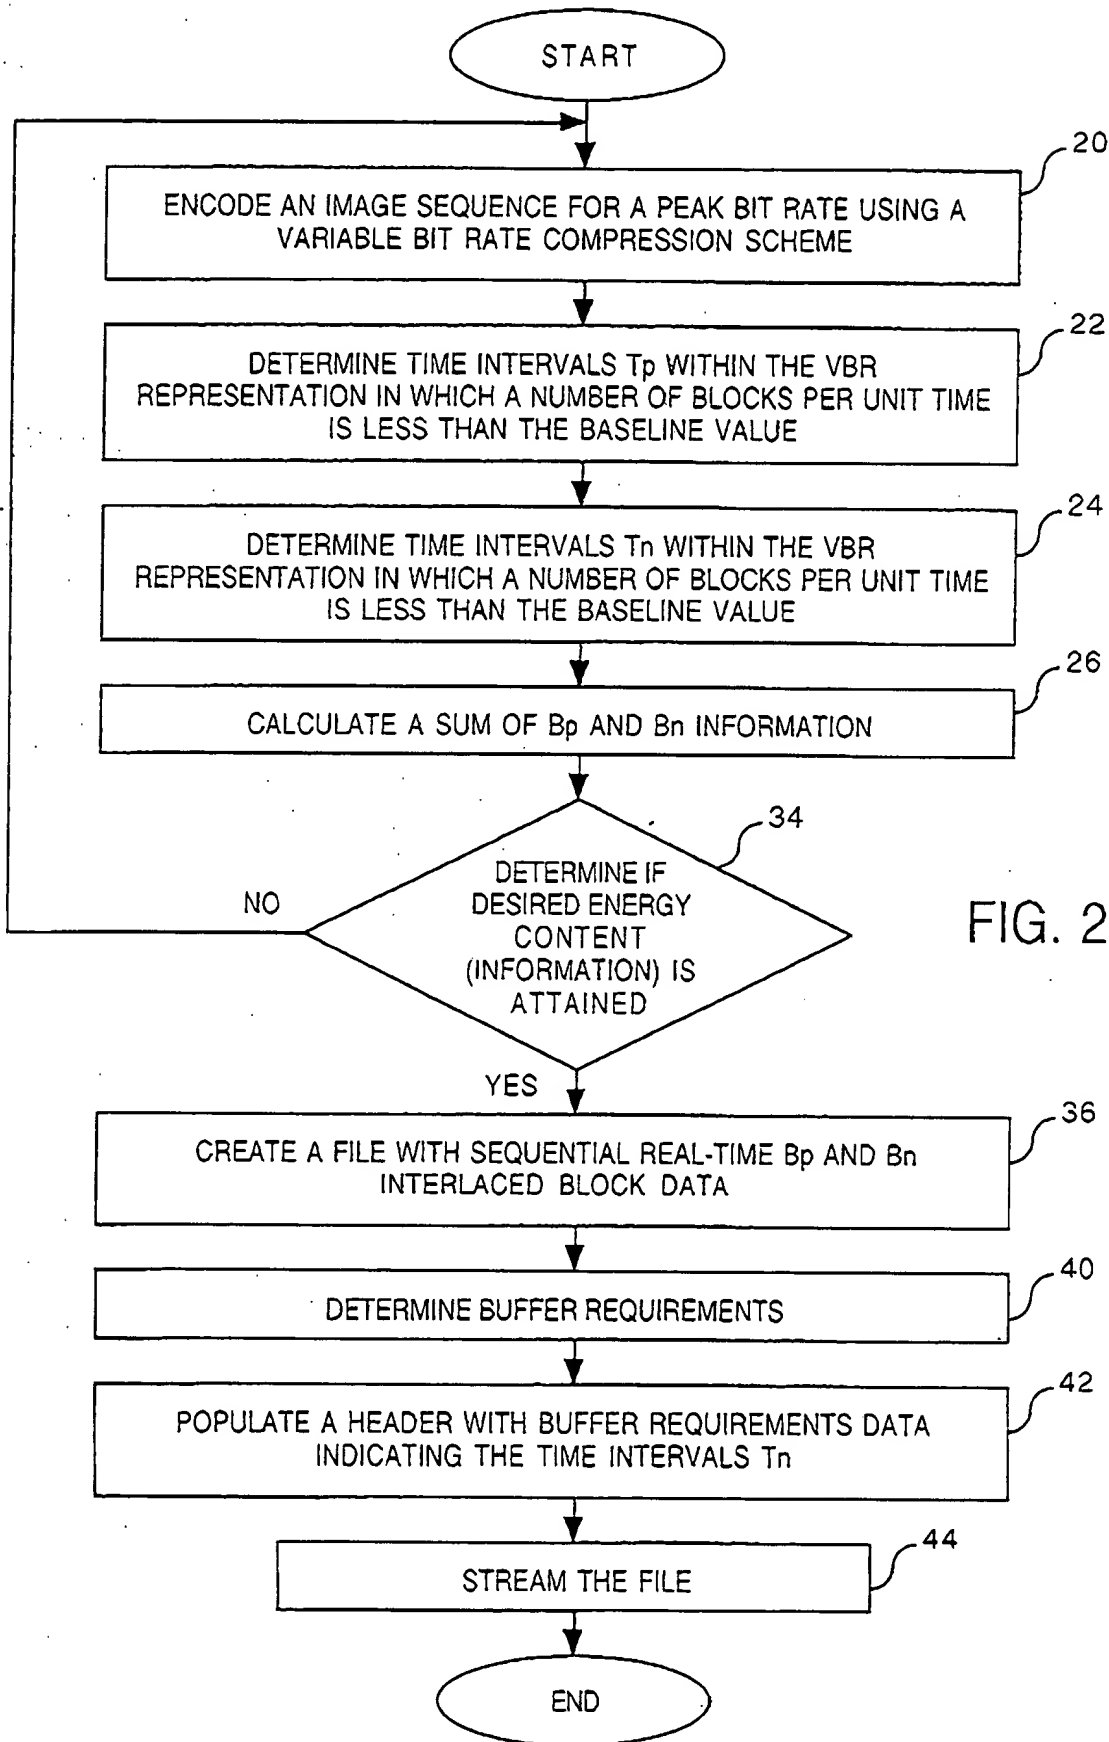 START
20
ENCODE AN IMAGE SEQUENCE FOR A PEAK BIT RATE USING A
VARIABLE BIT RATE COMPRESSION SCHEME
22
DETERMINE TIME INTERVALS Tp WITHIN THE VBR
REPRESENTATION IN WHICH A NUMBER OF BLOCKS PER UNIT TIME
IS LESS THAN THE BASELINE VALUE
24
DETERMINE TIME INTERVALS Tn WITHIN THE VBR
REPRESENTATION IN WHICH A NUMBER OF BLOCKS PER UNIT TIME
IS LESS THAN THE BASELINE VALUE
26
CALCULATE A SUM OF Bp AND Bn INFORMATION
34
DETERMINE IF
DESIRED ENERGY
CONTENT
(INFORMATION) IS
ATTAINED
NO
FIG. 2
YES
36
CREATE A FILE WITH SEQUENTIAL REAL-TIME Bp AND Bn
INTERLACED BLOCK DATA
40
DETERMINE BUFFER REQUIREMENTS
42
POPULATE A HEADER WITH BUFFER REQUIREMENTS DATA
INDICATING THE TIME INTERVALS Tn
44
STREAM THE FILE
END